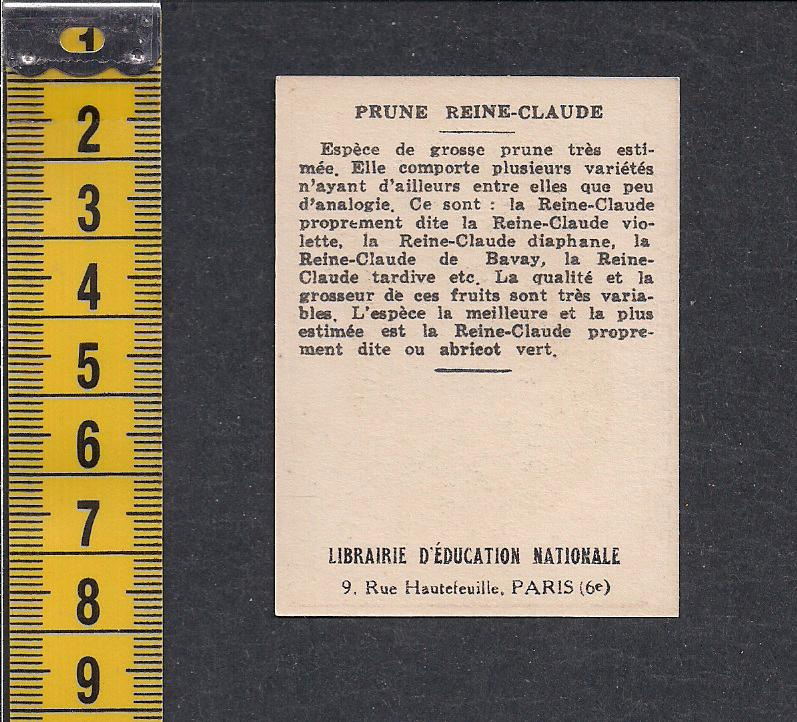 1
2
3
4
5
6
7
8
9
PRUNE REINE-CLAUDE
Espèce de grosse prune très esti-
mée. Elle comporte plusieurs variétés
n'ayant d'ailleurs entre elles que peu
d'analogie. Ce sont : la Reine-Claude
proprement dite la Reine-Claude vio-
lette, la Reine-Claude diaphane, la
Reine-Claude de Bavay, la Reine-
Claude tardive etc. La qualité et la
grosseur de ces fruits sont très varia-
bles. L'espèce la meilleure et la plus
estimée est la Reine-Claude propre-
ment dite ou abricot vert.
LIBRAIRIE D'ÉDUCATION NATIONALE
9, Rue Hautefeuille, PARIS (6e)